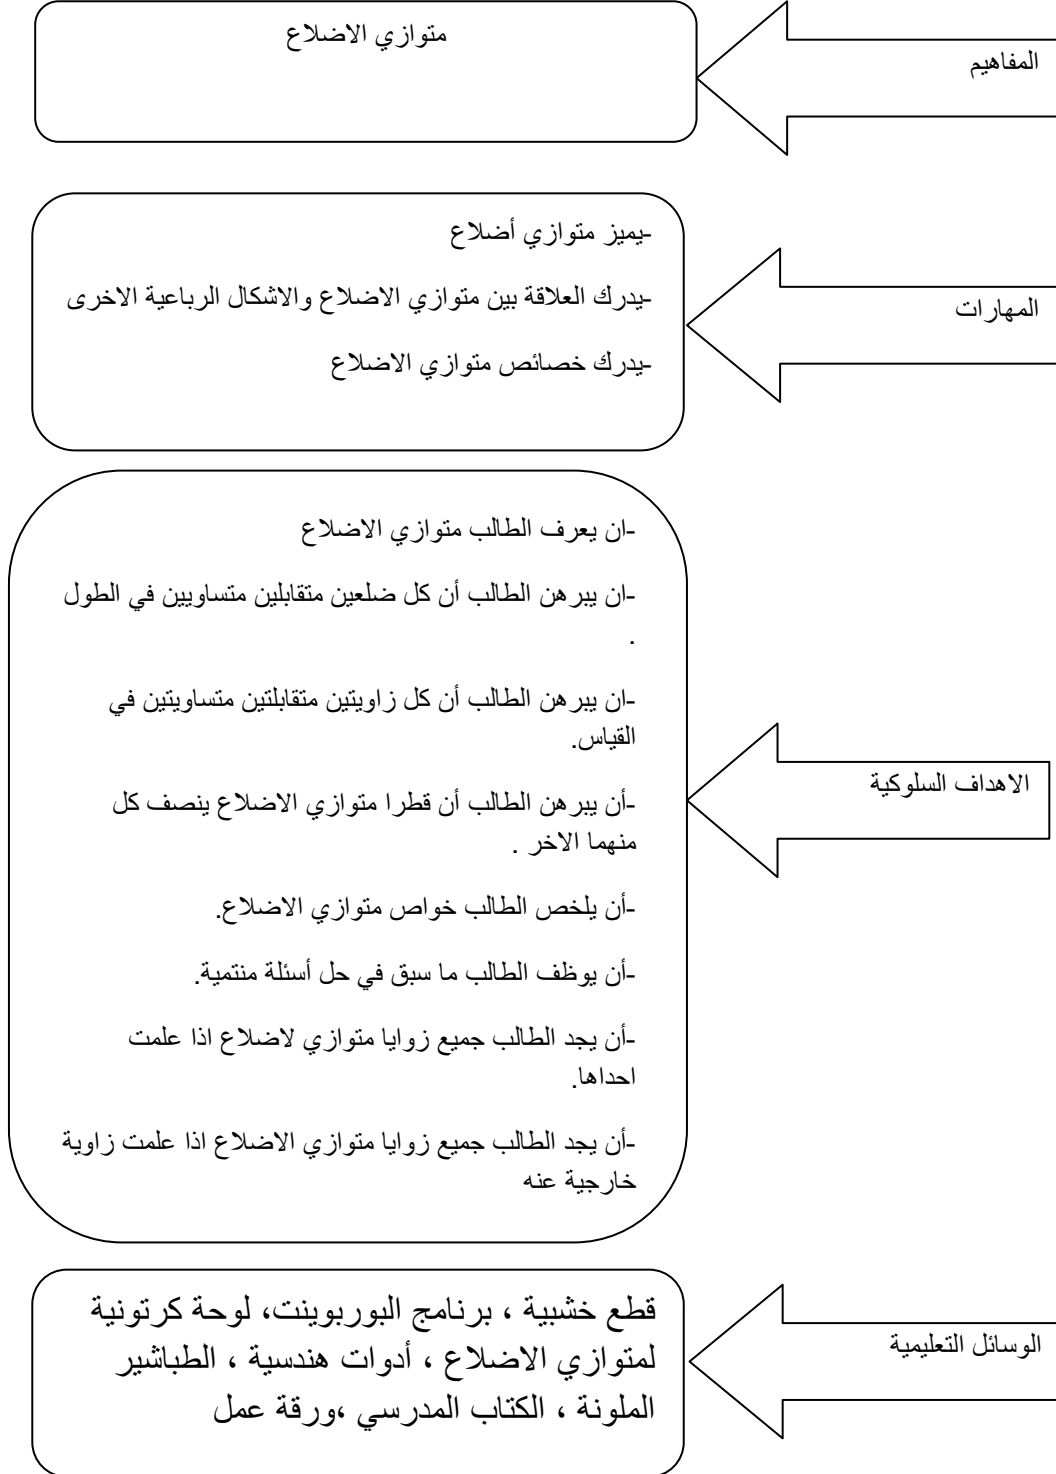 المفاهيم
متوازي الاضلاع
المهارات
-يميز متوازي أضلاع
-يدرك العلاقة بين متوازي الاضلاع والاشكال الرباعية الاخرى
-يدرك خصائص متوازي الاضلاع
الاهداف السلوكية
-ان يعرف الطالب متوازي الاضلاع
-ان يبرهن الطالب أن كل ضلعين متقابلين متساويين في الطول
.
-ان يبرهن الطالب أن كل زاويتين متقابلتين متساويتين في
القياس.
-أن يبرهن الطالب أن قطرا متوازي الاضلاع ينصف كل
منهما الاخر .
-أن يلخص الطالب خواص متوازي الاضلاع.
-أن يوظف الطالب ما سبق في حل أسئلة منتمية.
-أن يجد الطالب جميع زوايا متوازي لاضلاع اذا علمت
احداها.
-أن يجد الطالب جميع زوايا متوازي الاضلاع اذا علمت زاوية
خارجية عنه
الوسائل التعليمية
قطع خشبية ، برنامج البوربوينت، لوحة كرتونية
لمتوازي الاضلاع ، أدوات هندسية ، الطباشير
الملونة ، الكتاب المدرسي ،ورقة عمل